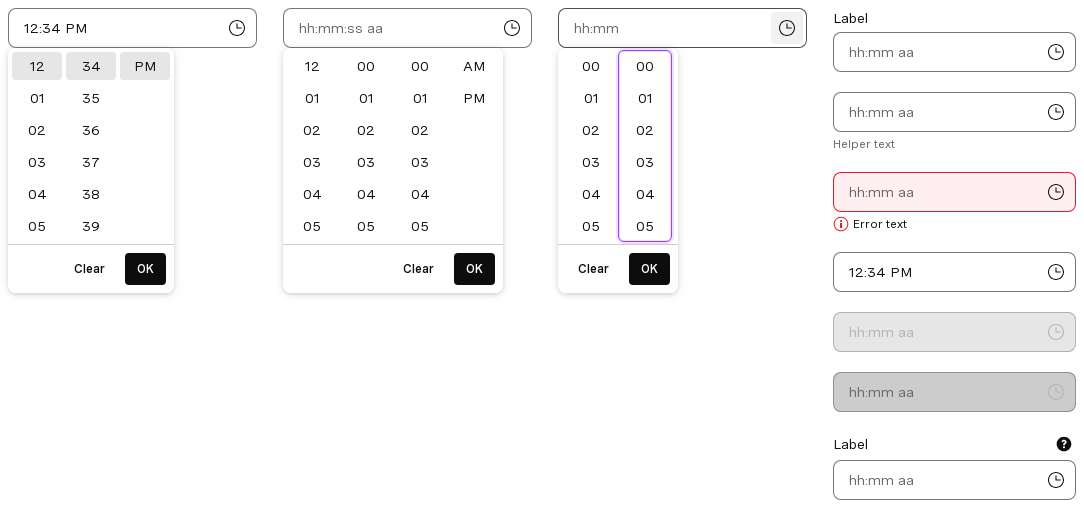 12:34 PM
12 34 PM
01 35
02 36
03 37
04 38
05 39
Clear OK
hh:mm:ss aa
12 00 00 AM
01 01 01 PM
02 02 02
03 03 03
04 04 04
05 05 05
Clear OK
hh:mm
00 00
01 01
02 02
03 03
04 04
05 05
Clear OK
Label
hh:mm aa
hh:mm aa
Helper text
hh:mm aa
Error text
12:34 PM
hh:mm aa
hh:mm aa
Label ?
hh:mm aa